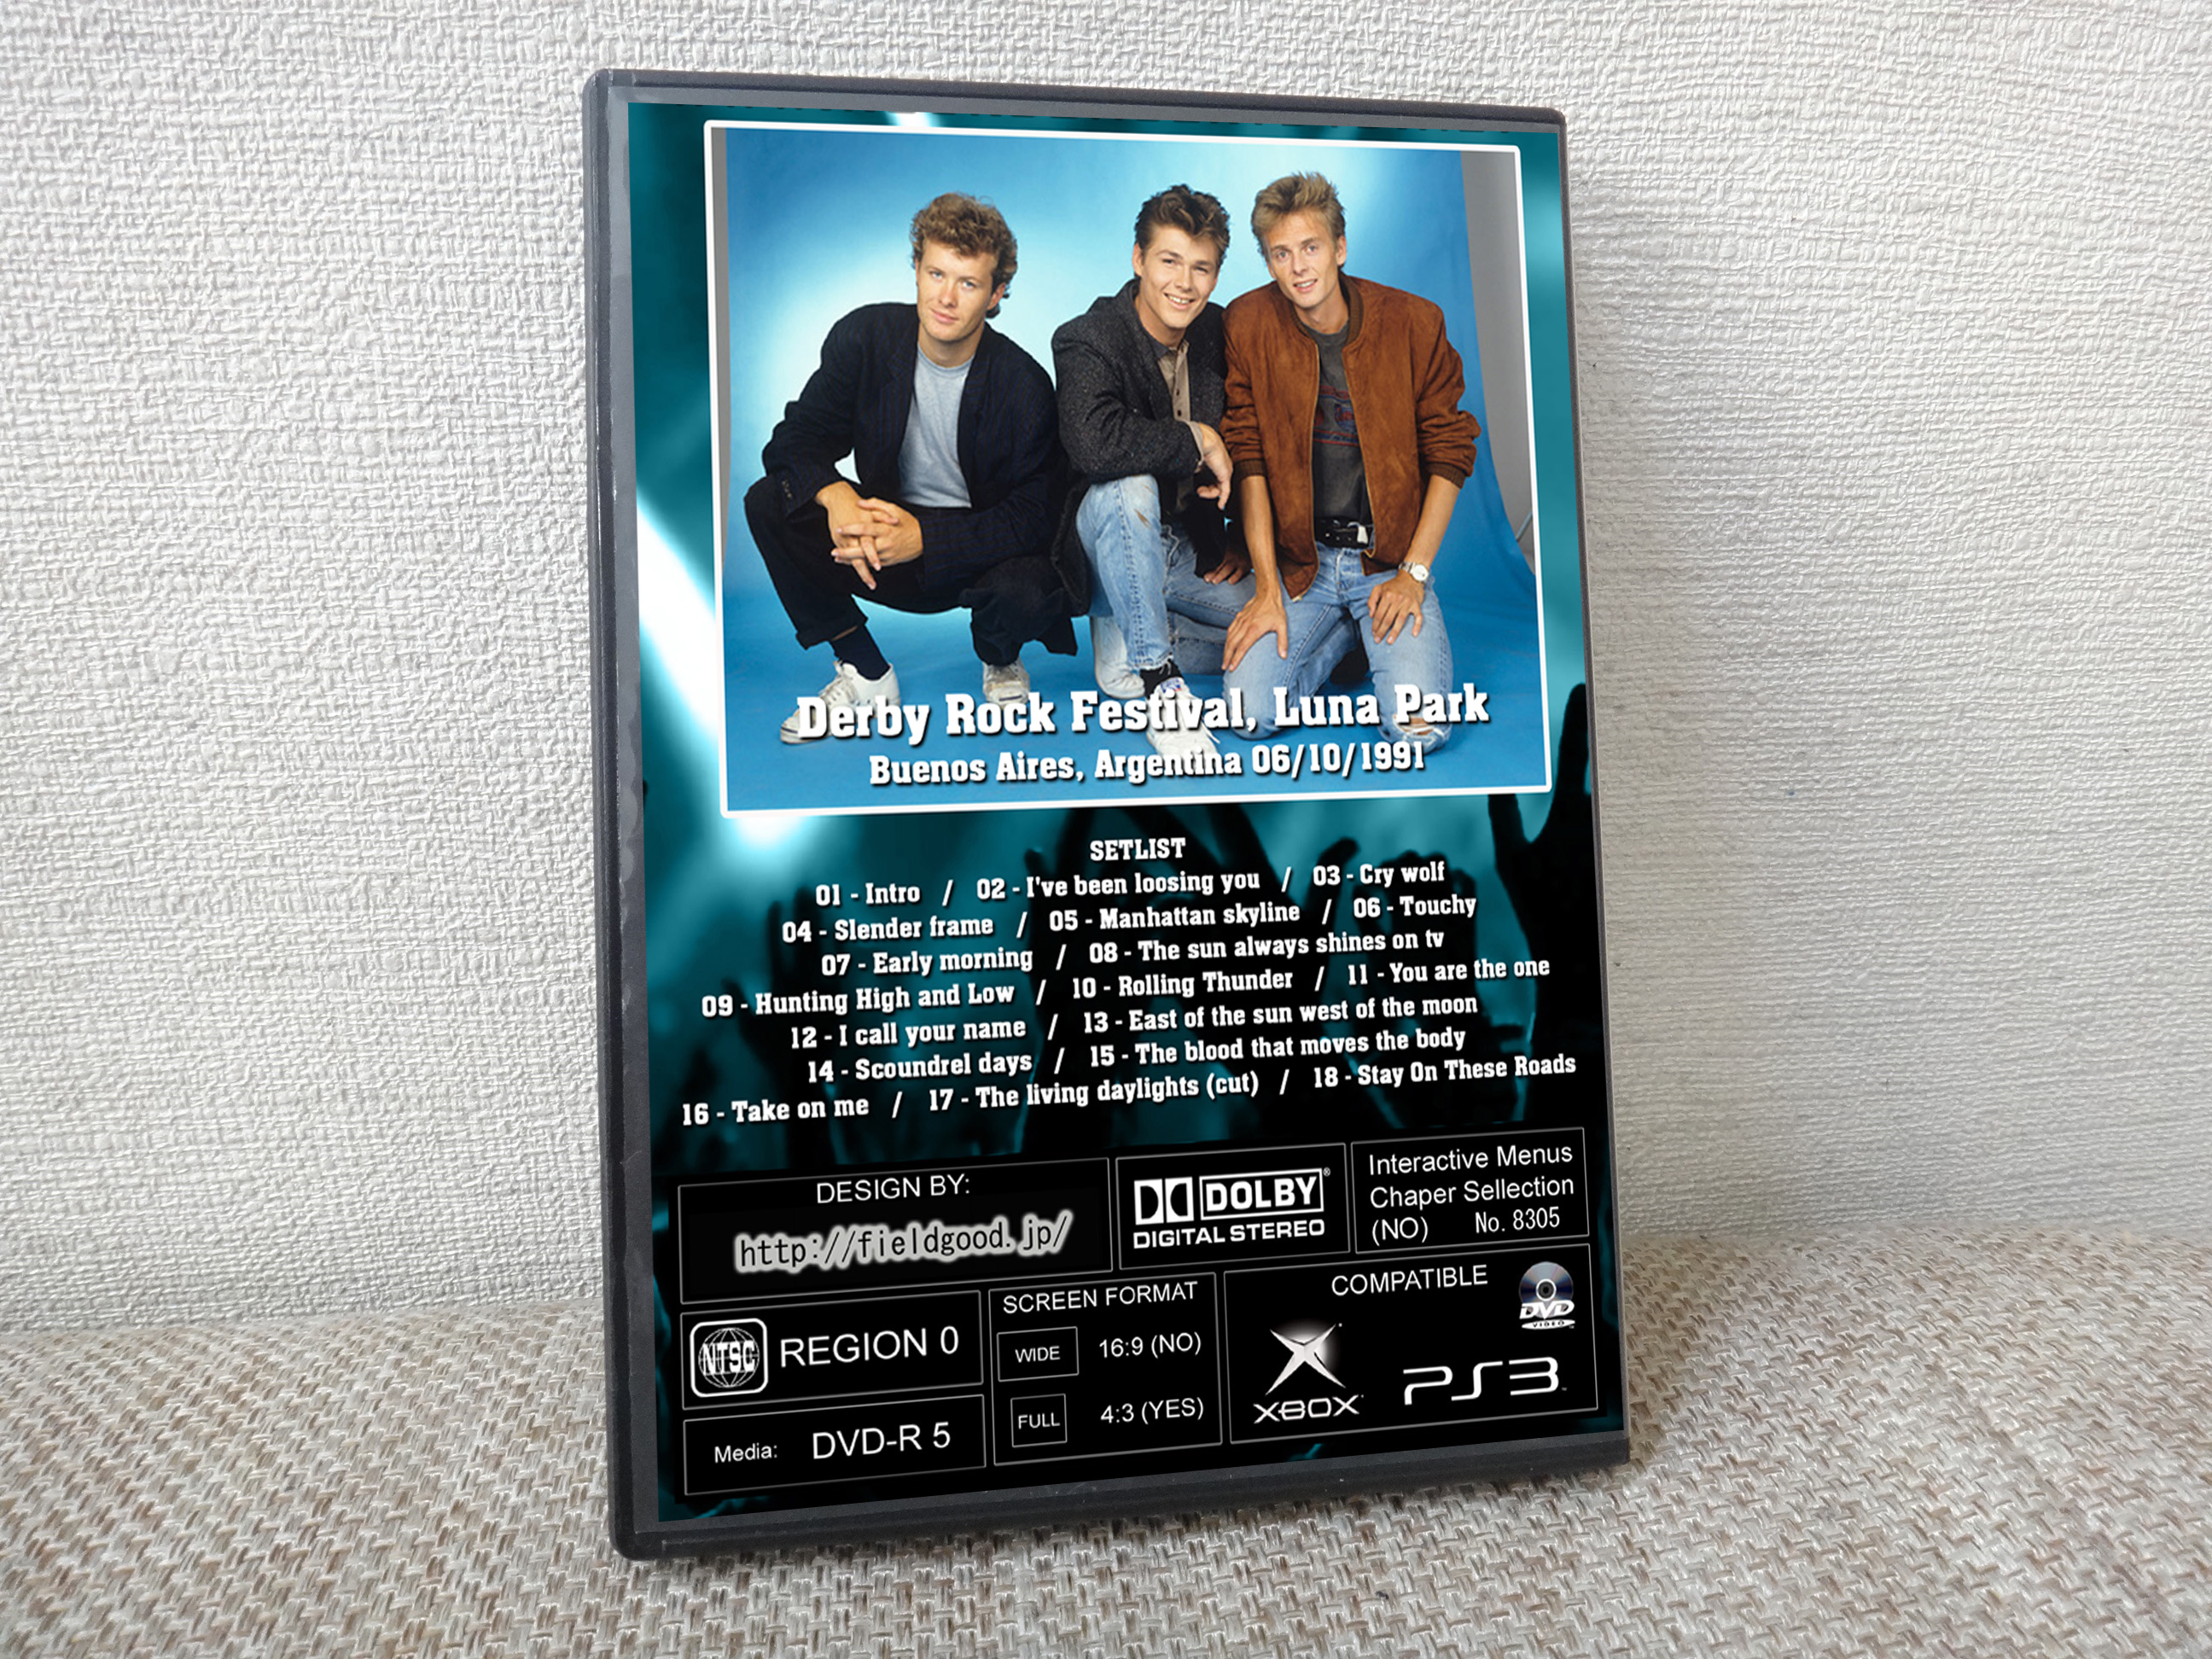 Derby Rock Festival, Luna Park
Buenos Aires, Argentina 06/10/1991
SETLIST
01 - Intro / 02 - I've been loosing you / 03 - Cry wolf
04 - Slender frame / 05 - Manhattan skyline / 06 - Touchy
07 - Early morning / 08 - The sun always shines on tv
09 - Hunting High and Low / 10 - Rolling Thunder / 11 - You are the one
12 - I call your name / 13 - East of the sun west of the moon
14 - Scoundrel days / 15 - The blood that moves the body
16 - Take on me / 17 - The living daylights (cut) / 18 - Stay On These Roads
DESIGN BY:
http://fieldgood.jp/
DOLBY®
DIGITAL STEREO
Interactive Menus
Chaper Sellection
(NO) No. 8305
NTSC REGION 0
Media: DVD-R 5
SCREEN FORMAT
WIDE 16:9 (NO)
FULL 4:3 (YES)
COMPATIBLE
DVD
VIDEO
XBOX
PS3